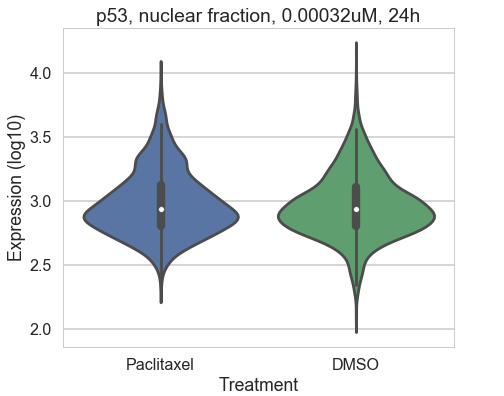 p53, nuclear fraction, 0.00032uM, 24h
Expression (log10)
4.0
3.5
3.0
2.5
2.0
Paclitaxel DMSO
Treatment